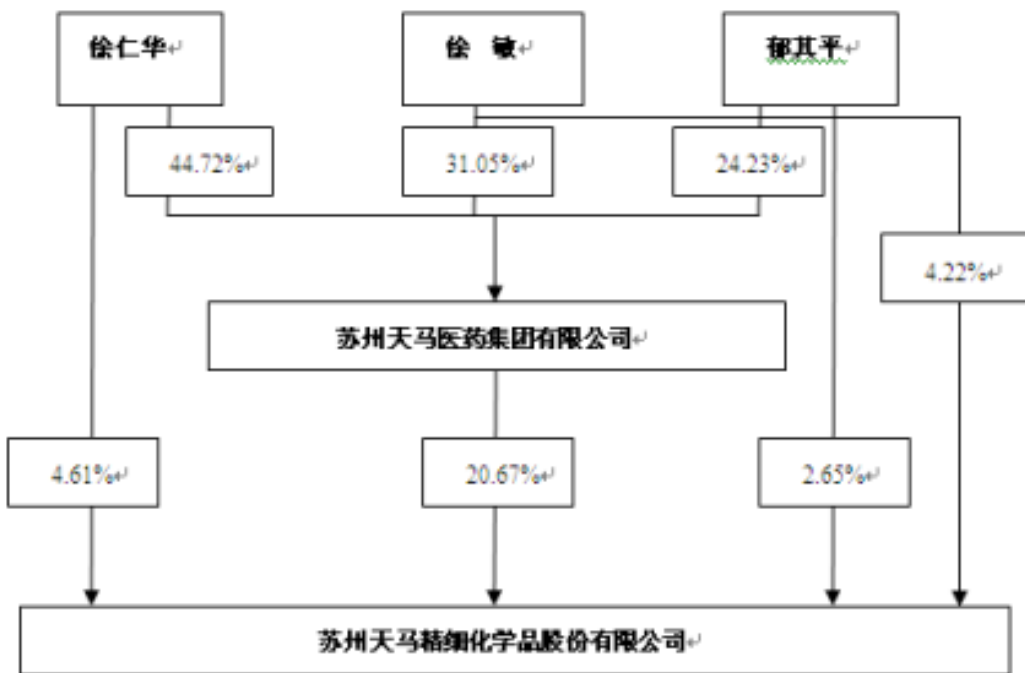 徐仁华
徐 敏
郁其平
44.72%
31.05%
24.23%
4.22%
苏州天马医药集团有限公司
4.61%
20.67%
2.65%
苏州天马精细化学品股份有限公司